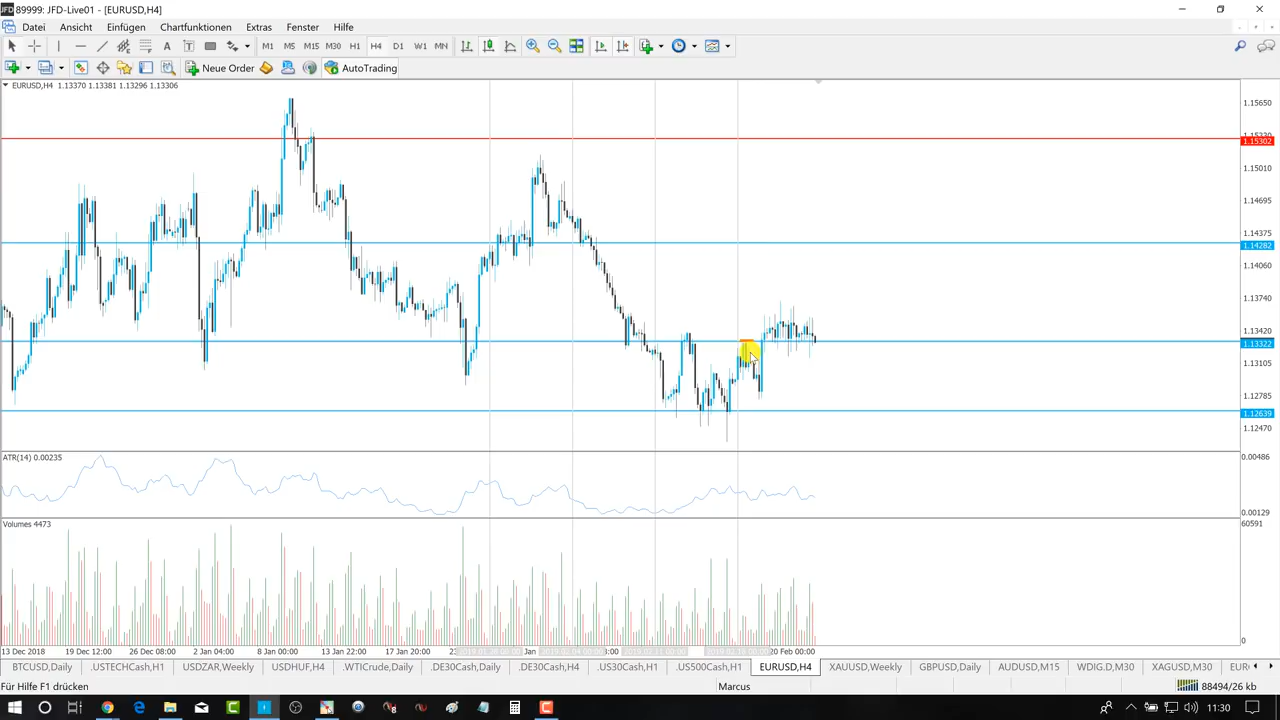 89999: JFD-Live01 - [EURUSD,H4]
Datei Ansicht Einfügen Chartfunktionen Extras Fenster Hilfe
A T M1 M5 M15 M30 H1 H4 D1 W1 MN
New Order AutoTrading
EURUSD,H4 1.13370 1.13381 1.13296 1.13306
1.15650
1.15302
1.15010
1.14695
1.14375
1.14282
1.14060
1.13740
1.13420
1.13322
1.13105
1.12785
1.12639
1.12470
ATR(14) 0.00235
0.00486
0.00129
Volumes 4473
60591
0
13 Dec 2018 19 Dec 12:00 26 Dec 08:00 2 Jan 04:00 8 Jan 00:00 13 Jan 22:00 17 Jan 20:00 20 Feb 00:00
BTCUSD,Daily .USTECHCash,H1 USDZAR,Weekly USDHUF,H4 .WTICrude,Daily .DE30Cash,Daily .DE30Cash,H4 .US30Cash,H1 .US500Cash,H1 EURUSD,H4 XAUUSD,Weekly GBPUSD,Daily AUDUSD,M15 WDIG.D,M30 XAGUSD,M30
Für Hilfe F1 drücken Marcus 88494/26 kb
11:30